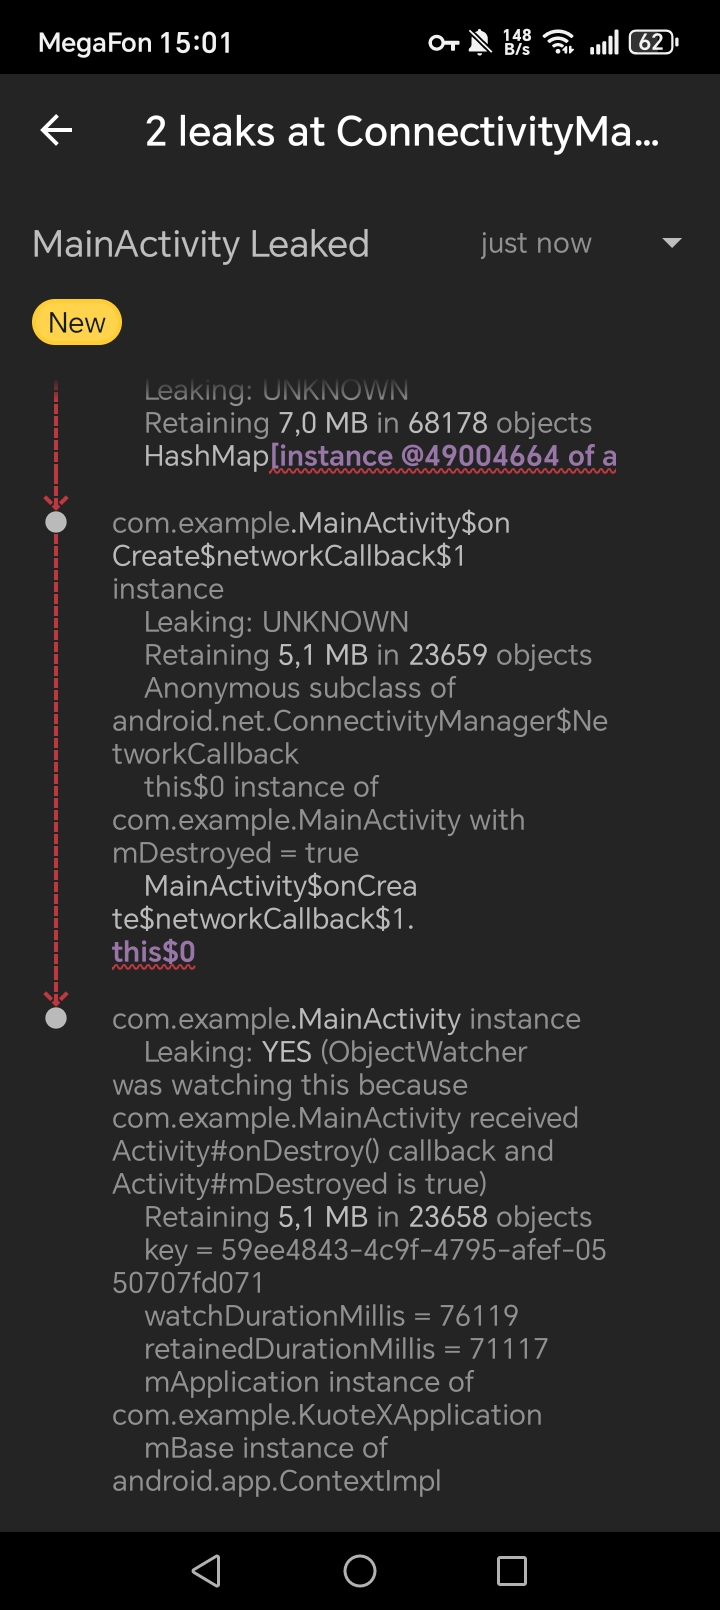 MegaFon 15:01
148
B/s
62
2 leaks at ConnectivityMa...
MainActivity Leaked
just now
New
Leaking: UNKNOWN
Retaining 7,0 MB in 68178 objects
HashMap[instance @49004664 of a
com.example.MainActivity$on
Create$networkCallback$1
instance
Leaking: UNKNOWN
Retaining 5,1 MB in 23659 objects
Anonymous subclass of
android.net.ConnectivityManager$Ne
tworkCallback
this$0 instance of
com.example.MainActivity with
mDestroyed = true
MainActivity$onCrea
te$networkCallback$1.
this$0
com.example.MainActivity instance
Leaking: YES (ObjectWatcher
was watching this because
com.example.MainActivity received
Activity#onDestroy() callback and
Activity#mDestroyed is true)
Retaining 5,1 MB in 23658 objects
key = 59ee4843-4c9f-4795-afef-05
50707fd071
watchDurationMillis = 76119
retainedDurationMillis = 71117
mApplication instance of
com.example.KuoteXApplication
mBase instance of
android.app.ContextImpl